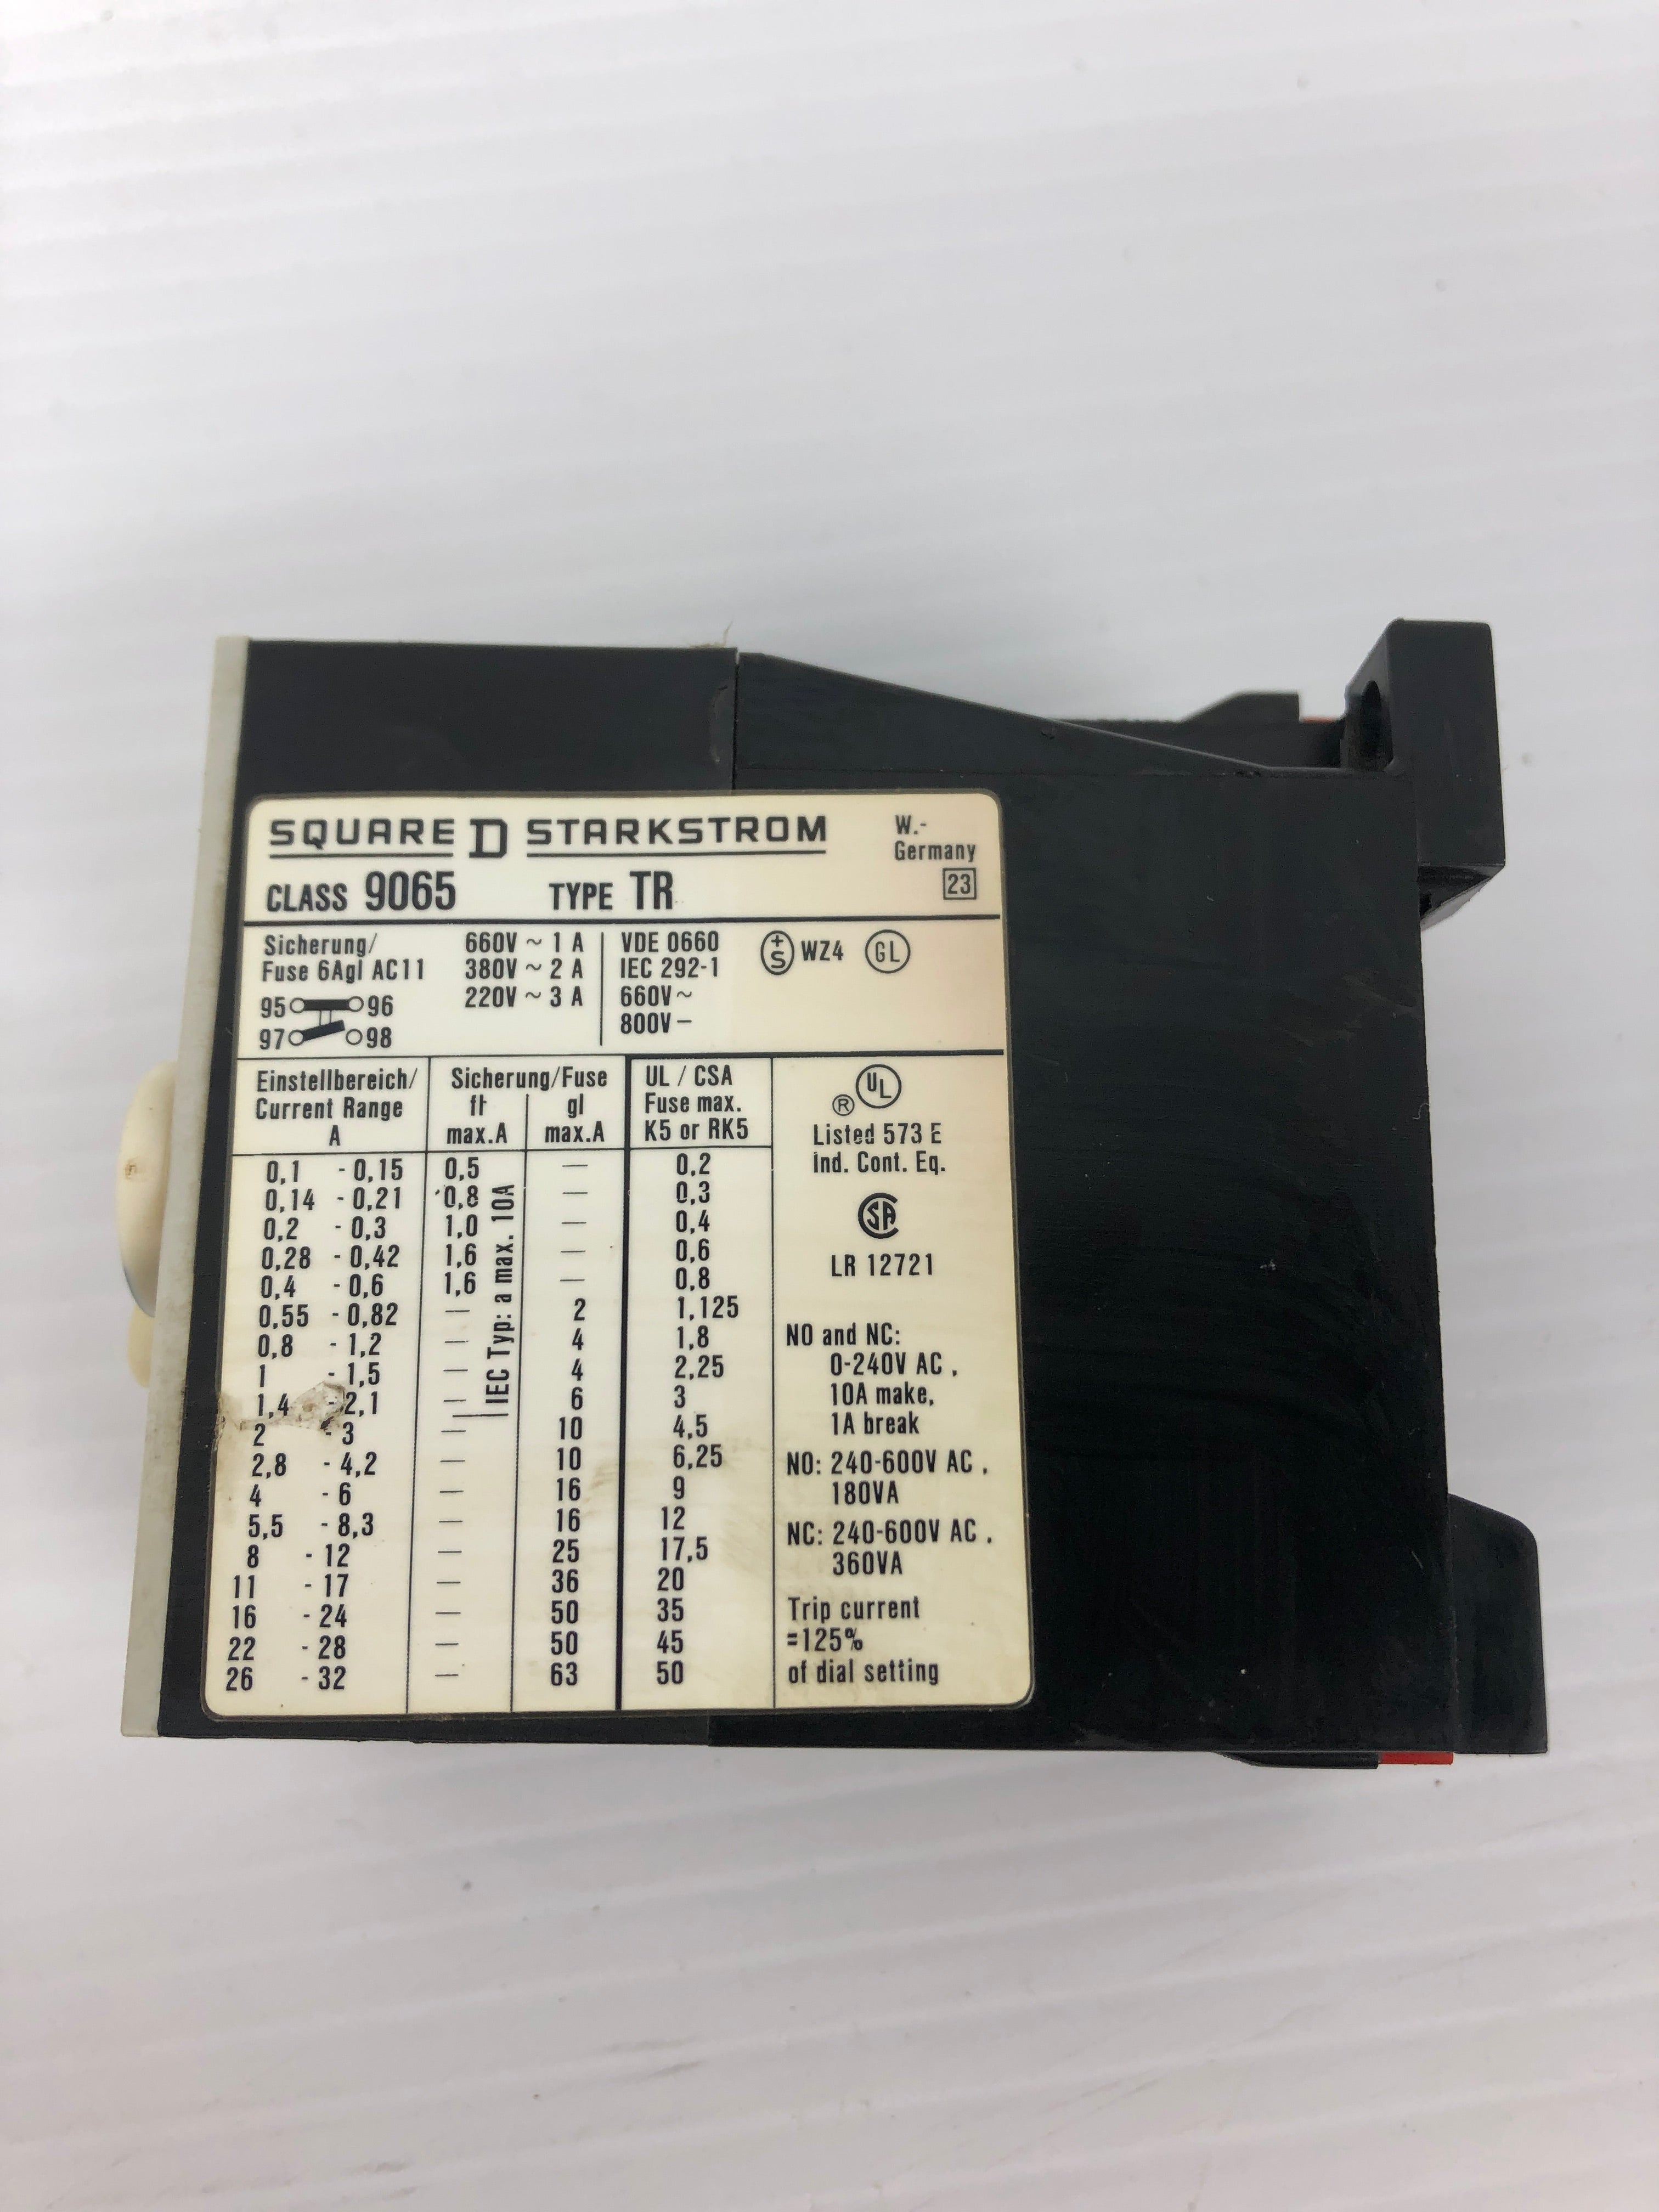 SQUARE D STARKSTROM
W.-
Germany
CLASS 9065 TYPE TR
23
Sicherung/
Fuse 6Agl AC11
660V ~ 1 A
380V ~ 2 A
220V ~ 3 A
VDE 0660
IEC 292-1
660V ~
800V –
+S WZ4 GL
95 96
97 98
Einstellbereich/
Current Range
A
Sicherung/Fuse
flt gl
max.A max.A
UL / CSA
Fuse max.
K5 or RK5
0,1 - 0,15 0,5 — 0,2
0,14 - 0,21 0,8 — 0,3
0,2 - 0,3 1,0 — 0,4
0,28 - 0,42 1,6 — 0,6
0,4 - 0,6 1,6 — 0,8
0,55 - 0,82 — 2 1,125
0,8 - 1,2 — 4 1,8
1 - 1,5 — 4 2,25
1,4 - 2,1 — 6 3
2 - 3 — 10 4,5
2,8 - 4,2 — 10 6,25
4 - 6 — 16 9
5,5 - 8,3 — 16 12
8 - 12 — 25 17,5
11 - 17 — 36 20
16 - 24 — 50 35
22 - 28 — 50 45
26 - 32 — 63 50
IEC Typ: a max. 10A
UL
®
Listed 573 E
Ind. Cont. Eq.
SA
LR 12721
NO and NC:
0-240V AC,
10A make,
1A break
NO: 240-600V AC,
180VA
NC: 240-600V AC,
360VA
Trip current
=125%
of dial setting